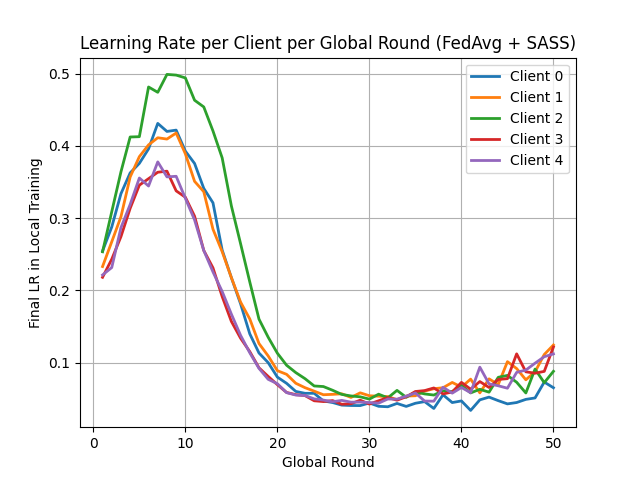 Learning Rate per Client per Global Round (FedAvg + SASS)
Final LR in Local Training
0.5
0.4
0.3
0.2
0.1
Client 0
Client 1
Client 2
Client 3
Client 4
0 10 20 30 40 50
Global Round